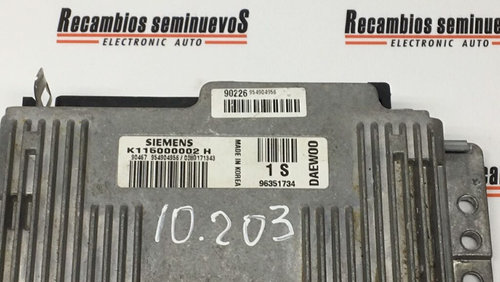 Recambios seminuevoS
ELECTRONIC AUTO
Recambios seminuevos
ELECTRONIC AUTO
90226 954904956
SIEMENS
K115000002 H
90467 954904956 / 0280171343
MADE IN KOREA
1 S
96351734
DAEWOO
10.203